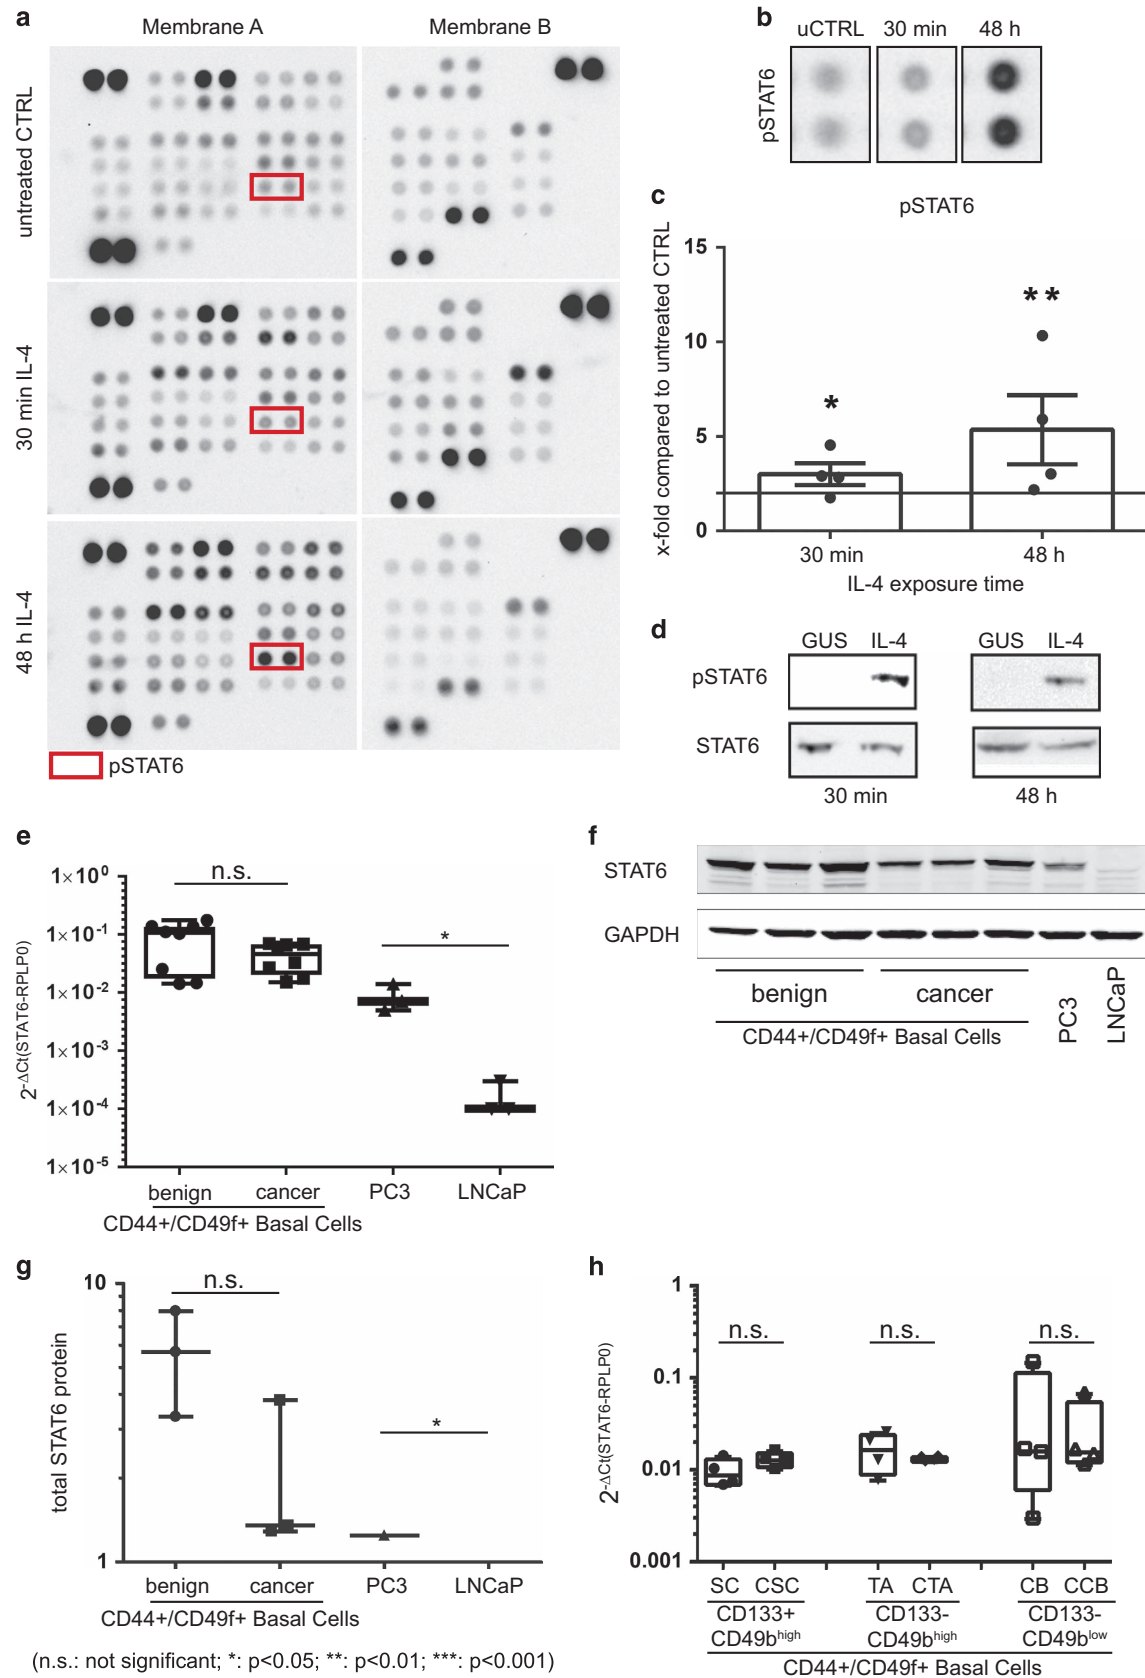 a
Membrane A
Membrane B
untreated CTRL
30 min IL-4
48 h IL-4
pSTAT6
b
uCTRL 30 min 48 h
pSTAT6
c
pSTAT6
x-fold compared to untreated CTRL
15
10
5
0
*
**
30 min
48 h
IL-4 exposure time
d
GUS IL-4 GUS IL-4
pSTAT6
STAT6
30 min
48 h
e
2-ΔCt(STAT6-RPLP0)
1×10⁰
1×10-1
1×10-2
1×10-3
1×10-4
1×10-5
n.s.
*
benign cancer PC3 LNCaP
CD44+/CD49f+ Basal Cells
f
STAT6
GAPDH
benign
cancer
CD44+/CD49f+ Basal Cells
PC3
LNCaP
g
total STAT6 protein
10
1
n.s.
*
benign cancer PC3 LNCaP
CD44+/CD49f+ Basal Cells
(n.s.: not significant; *: p<0.05; **: p<0.01; ***: p<0.001)
h
2-ΔCt(STAT6-RPLP0)
1
0.1
0.01
0.001
n.s.
n.s.
n.s.
SC CSC TA CTA CB CCB
CD133+ CD133- CD133-
CD49bhigh CD49bhigh CD49blow
CD44+/CD49f+ Basal Cells